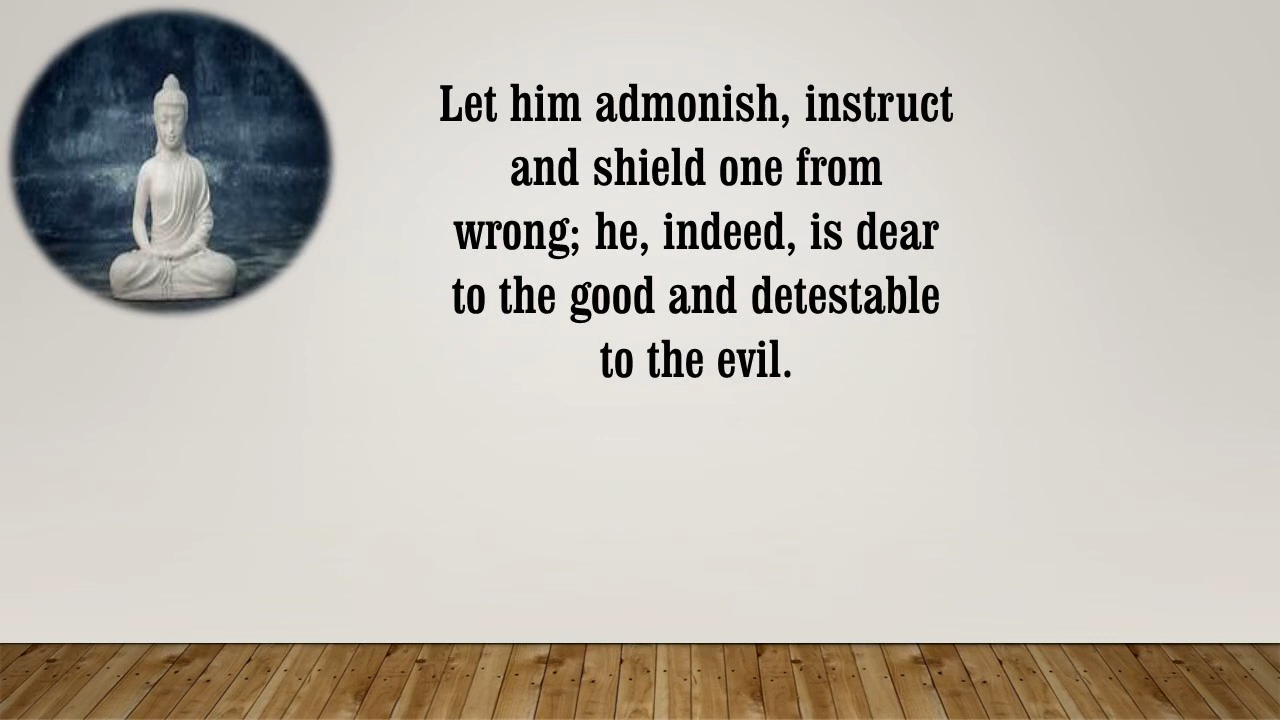 Let him admonish, instruct
and shield one from
wrong; he, indeed, is dear
to the good and detestable
to the evil.